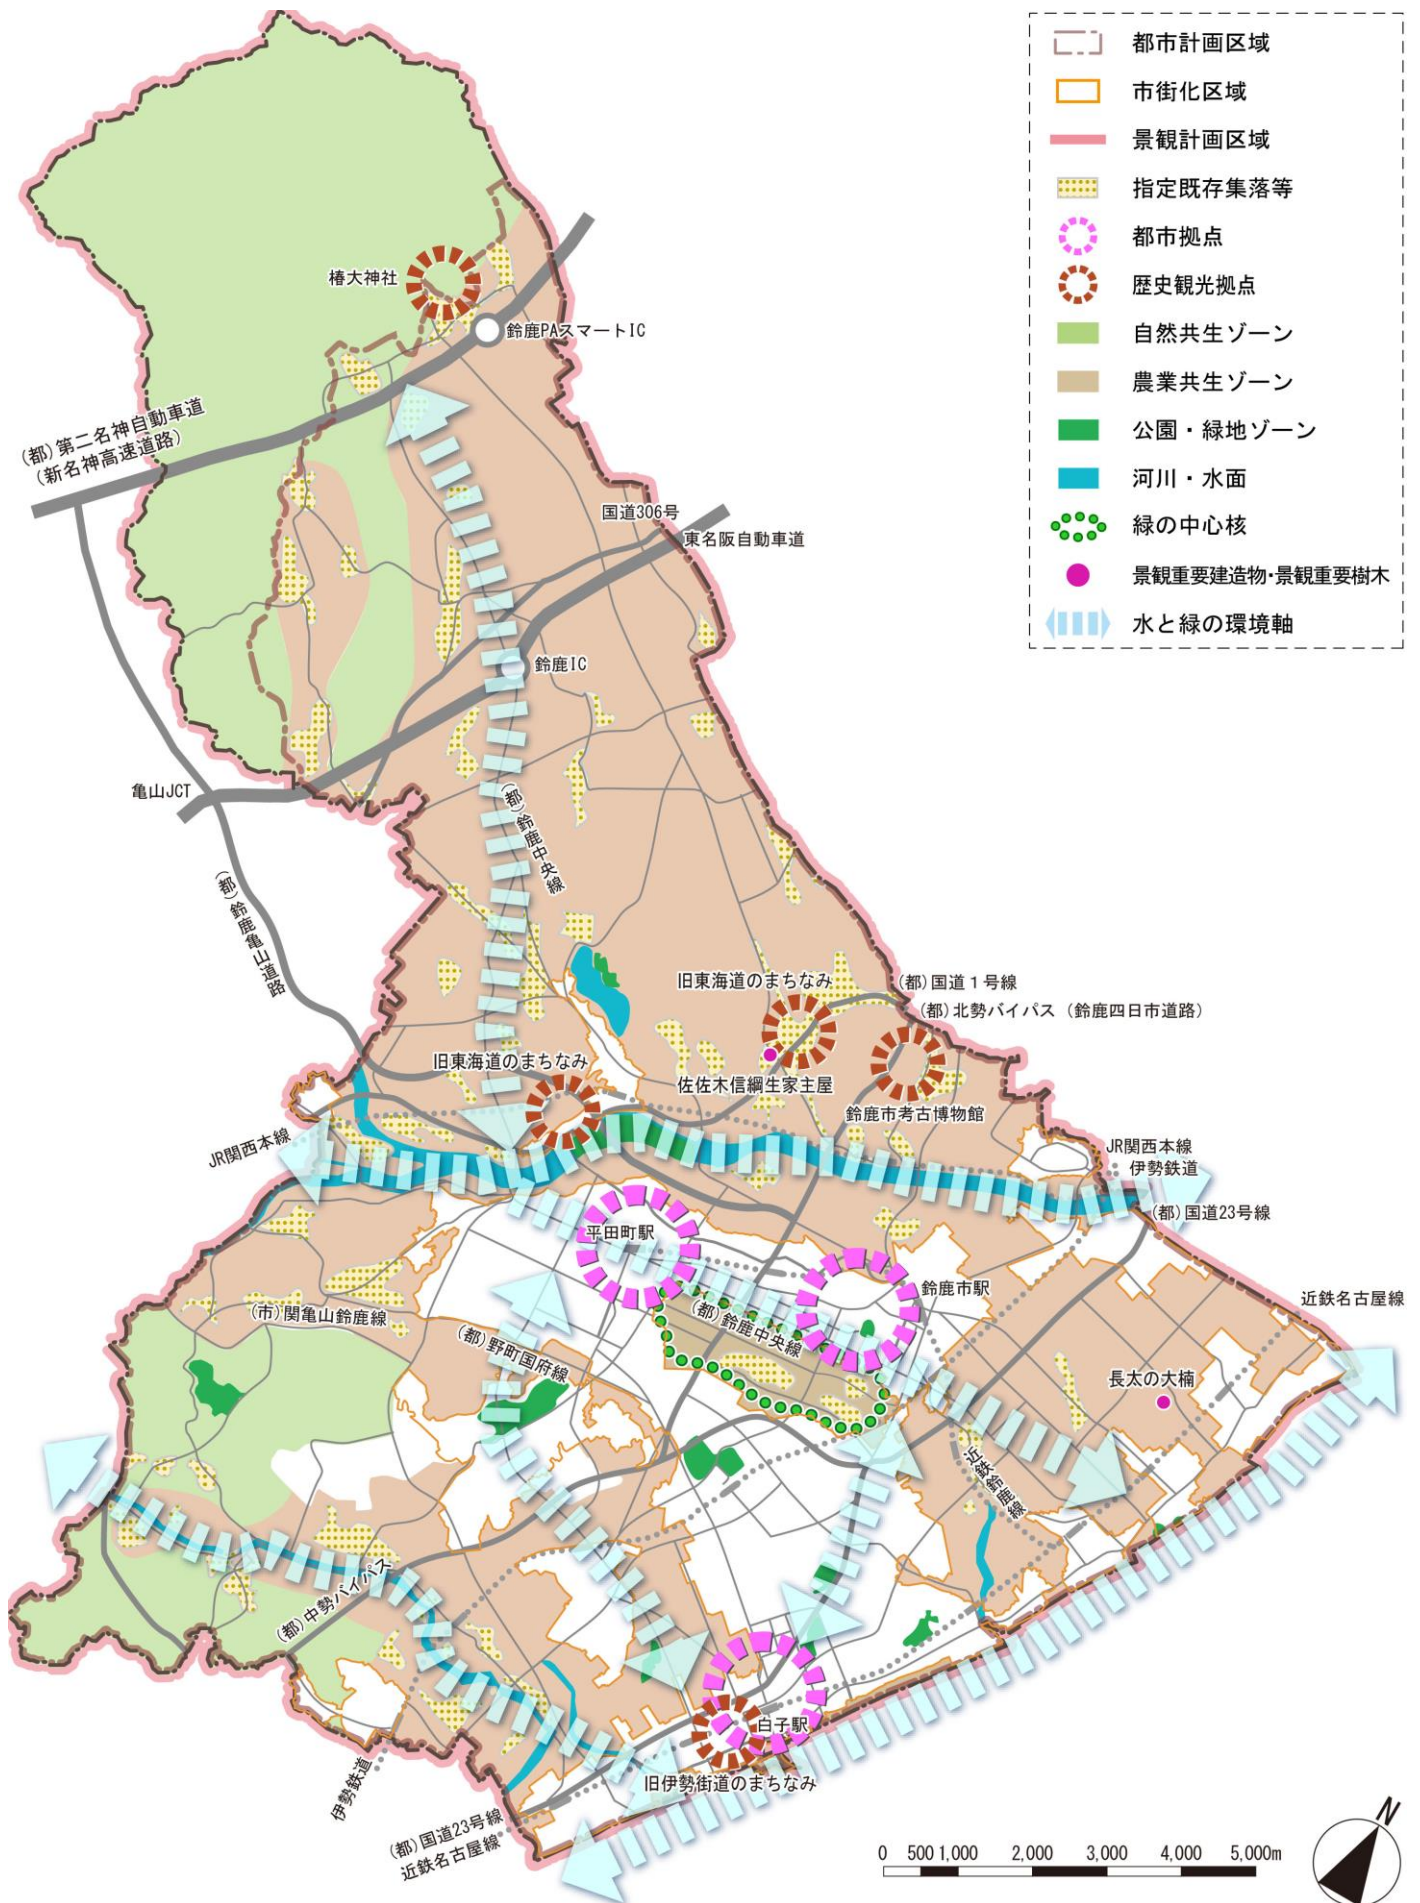 都市計画区域
市街化区域
景観計画区域
指定既存集落等
都市拠点
歴史観光拠点
自然共生ゾーン
農業共生ゾーン
公園・緑地ゾーン
河川・水面
緑の中心核
景観重要建造物・景観重要樹木
水と緑の環境軸
椿大神社
鈴鹿PAスマートIC
(都)第二名神自動車道
(新名神高速道路)
国道306号
東名阪自動車道
鈴鹿IC
亀山JCT
(都)鈴鹿中央線
(都)鈴鹿亀山道路
旧東海道のまちなみ
(都)国道1号線
(都)北勢バイパス(鈴鹿四日市道路)
旧東海道のまちなみ
佐佐木信綱生家主屋
鈴鹿市考古博物館
JR関西本線
JR関西本線
伊勢鉄道
(都)国道23号線
平田町駅
鈴鹿市駅
近鉄名古屋線
(市)関亀山鈴鹿線
(都)鈴鹿中央線
(都)野町国府線
長太の大楠
近鉄鈴鹿線
(都)中勢バイパス
白子駅
旧伊勢街道のまちなみ
伊勢鉄道
(都)国道23号線
近鉄名古屋線
0 500 1,000 2,000 3,000 4,000 5,000m
N